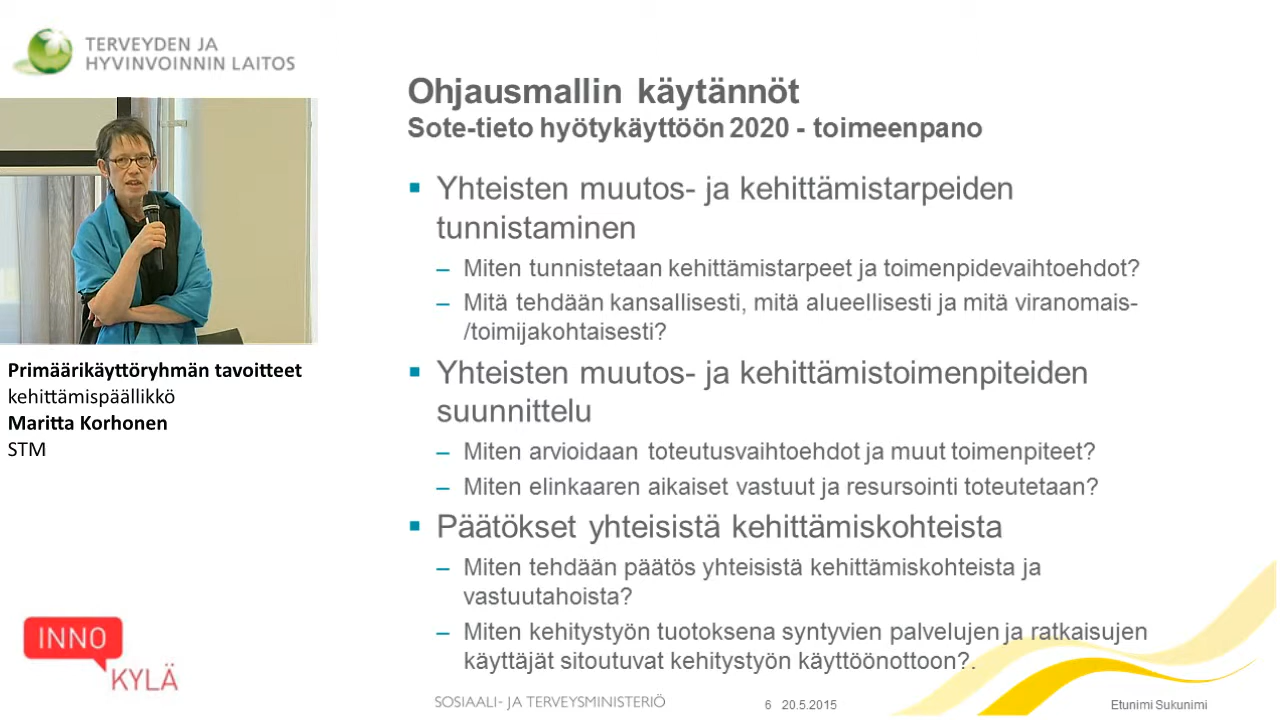 TERVEYDEN JA
HYVINVOINNIN LAITOS
Primäärikäyttöryhmän tavoitteet
kehittämispäällikkö
Maritta Korhonen
STM
INNO
KYLÄ
Ohjausmallin käytännöt
Sote-tieto hyötykäyttöön 2020 - toimeenpano
▪ Yhteisten muutos- ja kehittämistarpeiden
tunnistaminen
– Miten tunnistetaan kehittämistarpeet ja toimenpidevaihtoehdot?
– Mitä tehdään kansallisesti, mitä alueellisesti ja mitä viranomais-
/toimijakohtaisesti?
▪ Yhteisten muutos- ja kehittämistoimenpiteiden
suunnittelu
– Miten arvioidaan toteutusvaihtoehdot ja muut toimenpiteet?
– Miten elinkaaren aikaiset vastuut ja resursointi toteutetaan?
▪ Päätökset yhteisistä kehittämiskohteista
– Miten tehdään päätös yhteisistä kehittämiskohteista ja
vastuutahoista?
– Miten kehitystyön tuotoksena syntyvien palvelujen ja ratkaisujen
käyttäjät sitoutuvat kehitystyön käyttöönottoon?.
SOSIAALI- JA TERVEYSMINISTERIÖ 6 20.5.2015 Etunimi Sukunimi